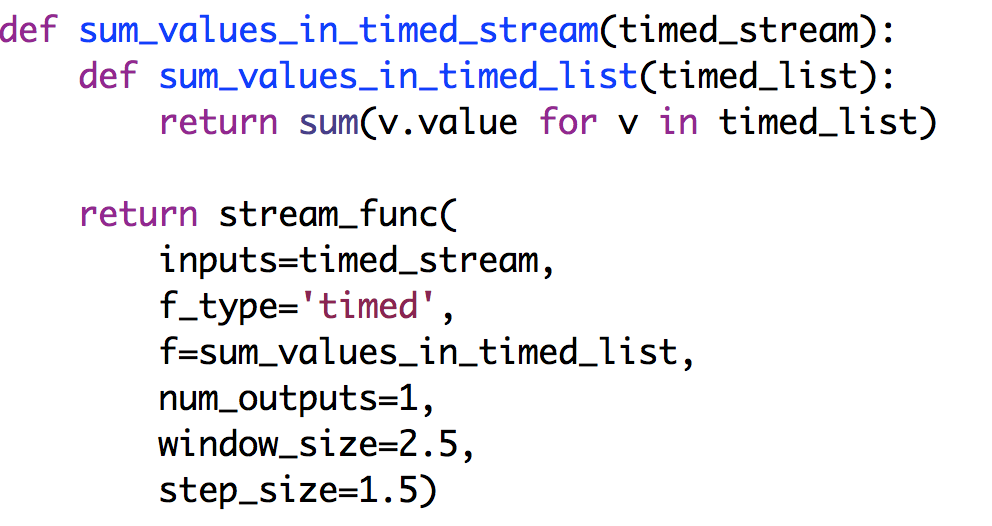 def sum_values_in_timed_stream(timed_stream):
    def sum_values_in_timed_list(timed_list):
        return sum(v.value for v in timed_list)

    return stream_func(
        inputs=timed_stream,
        f_type='timed',
        f=sum_values_in_timed_list,
        num_outputs=1,
        window_size=2.5,
        step_size=1.5)